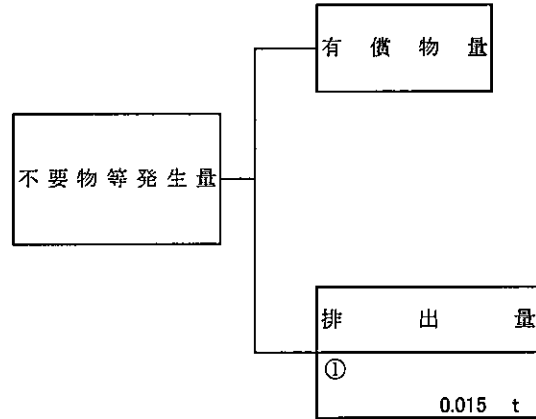 有償物量
不要物等発生量
排出量
①
0.015 t